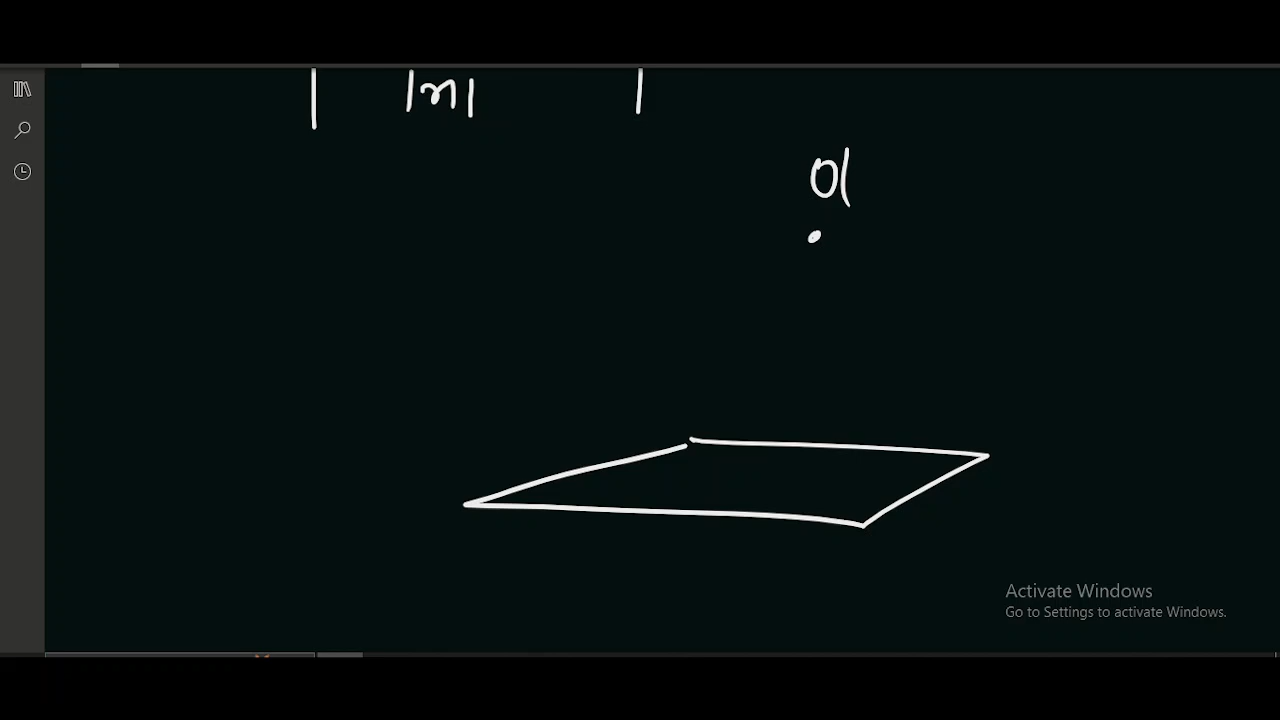 | |n| |
O(
Activate Windows
Go to Settings to activate Windows.